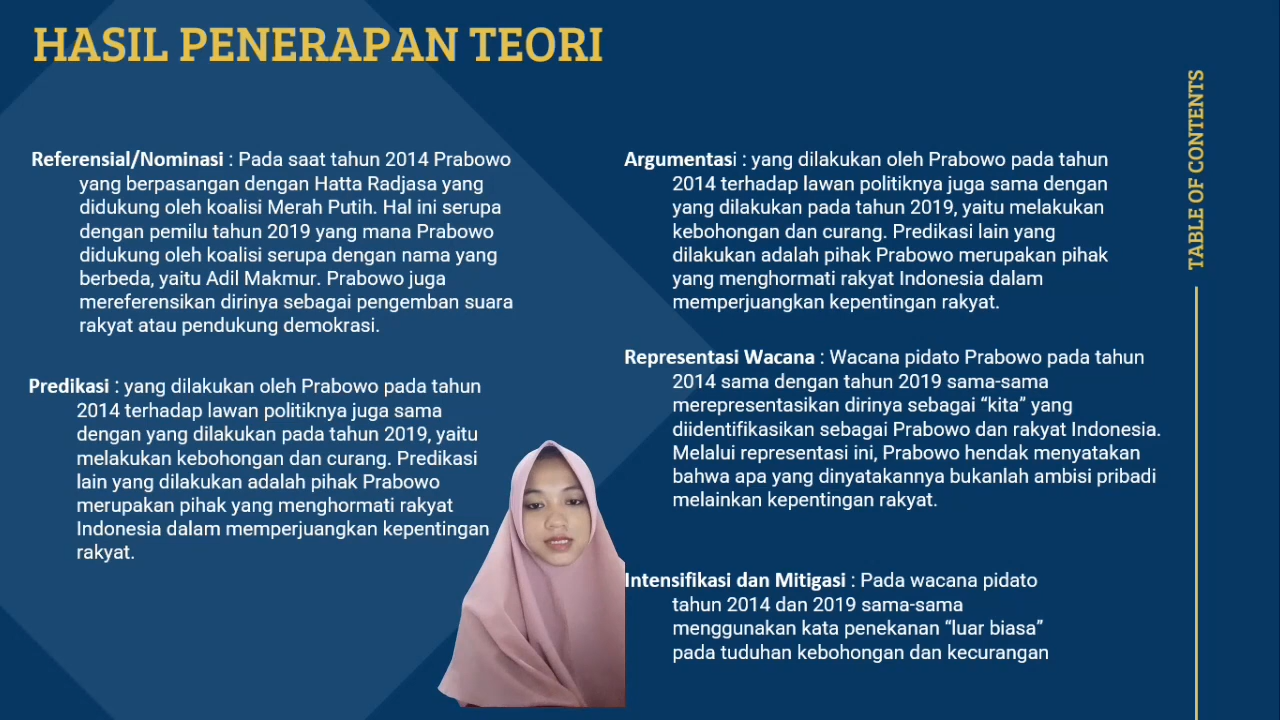 HASIL PENERAPAN TEORI
Referensial/Nominasi : Pada saat tahun 2014 Prabowo
yang berpasangan dengan Hatta Radjasa yang
didukung oleh koalisi Merah Putih. Hal ini serupa
dengan pemilu tahun 2019 yang mana Prabowo
didukung oleh koalisi serupa dengan nama yang
berbeda, yaitu Adil Makmur. Prabowo juga
mereferensikan dirinya sebagai pengemban suara
rakyat atau pendukung demokrasi.
Predikasi : yang dilakukan oleh Prabowo pada tahun
2014 terhadap lawan politiknya juga sama
dengan yang dilakukan pada tahun 2019, yaitu
melakukan kebohongan dan curang. Predikasi
lain yang dilakukan adalah pihak Prabowo
merupakan pihak yang menghormati rakyat
Indonesia dalam memperjuangkan kepentingan
rakyat.
Argumentasi : yang dilakukan oleh Prabowo pada tahun
2014 terhadap lawan politiknya juga sama dengan
yang dilakukan pada tahun 2019, yaitu melakukan
kebohongan dan curang. Predikasi lain yang
dilakukan adalah pihak Prabowo merupakan pihak
yang menghormati rakyat Indonesia dalam
memperjuangkan kepentingan rakyat.
Representasi Wacana : Wacana pidato Prabowo pada tahun
2014 sama dengan tahun 2019 sama-sama
merepresentasikan dirinya sebagai “kita” yang
diidentifikasikan sebagai Prabowo dan rakyat Indonesia.
Melalui representasi ini, Prabowo hendak menyatakan
bahwa apa yang dinyatakannya bukanlah ambisi pribadi
melainkan kepentingan rakyat.
Intensifikasi dan Mitigasi : Pada wacana pidato
tahun 2014 dan 2019 sama-sama
menggunakan kata penekanan “luar biasa”
pada tuduhan kebohongan dan kecurangan
TABLE OF CONTENTS